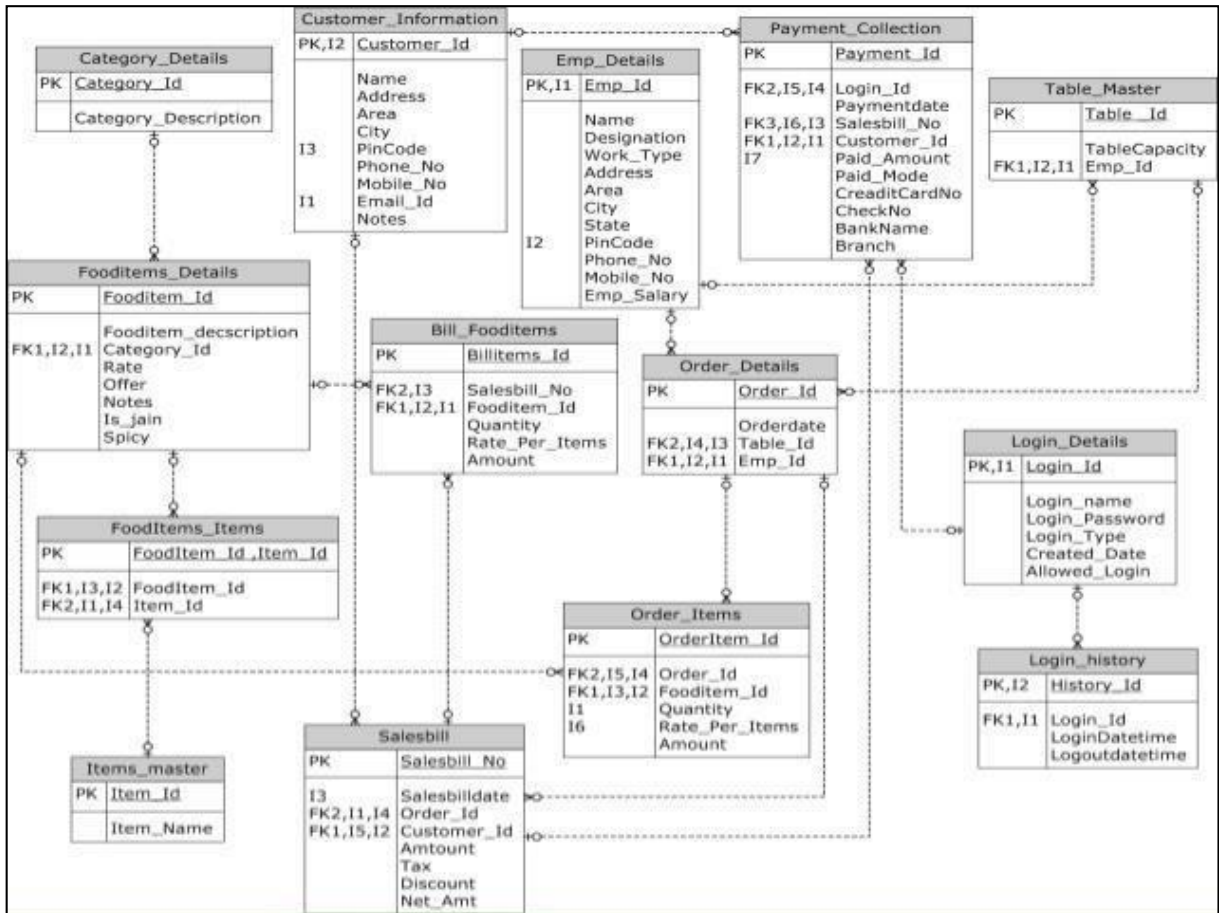 Customer_Information
PK,I2 Customer_Id
Name
Address
Area
City
I3 PinCode
Phone_No
Mobile_No
I1 Email_Id
Notes
Payment_Collection
PK Payment_Id
FK2,I5,I4 Login_Id
Paymentdate
FK3,I6,I3 Salesbill_No
FK1,I2,I1 Customer_Id
I7 Paid_Amount
Paid_Mode
CreaditCardNo
CheckNo
BankName
Branch
Category_Details
PK Category_Id
Category_Description
Emp_Details
PK,I1 Emp_Id
Name
Designation
Work_Type
Address
Area
City
State
I2 PinCode
Phone_No
Mobile_No
Emp_Salary
Table_Master
PK Table_Id
TableCapacity
FK1,I2,I1 Emp_Id
Fooditems_Details
PK Fooditem_Id
Fooditem_decscription
FK1,I2,I1 Category_Id
Rate
Offer
Notes
Is_jain
Spicy
Bill_Fooditems
PK Billitems_Id
FK2,I3 Salesbill_No
FK1,I2,I1 Fooditem_Id
Quantity
Rate_Per_Items
Amount
Order_Details
PK Order_Id
Orderdate
FK2,I4,I3 Table_Id
FK1,I2,I1 Emp_Id
Login_Details
PK,I1 Login_Id
Login_name
Login_Password
Login_Type
Created_Date
Allowed_Login
FoodItems_Items
PK FoodItem_Id ,Item_Id
FK1,I3,I2 FoodItem_Id
FK2,I1,I4 Item_Id
Order_Items
PK OrderItem_Id
FK2,I5,I4 Order_Id
FK1,I3,I2 Fooditem_Id
I1 Quantity
I6 Rate_Per_Items
Amount
Login_history
PK,I2 History_Id
FK1,I1 Login_Id
LoginDatetime
Logoutdatetime
Salesbill
PK Salesbill_No
I3 Salesbilldate
FK2,I1,I4 Order_Id
FK1,I5,I2 Customer_Id
Amtount
Tax
Discount
Net_Amt
Items_master
PK Item_Id
Item_Name